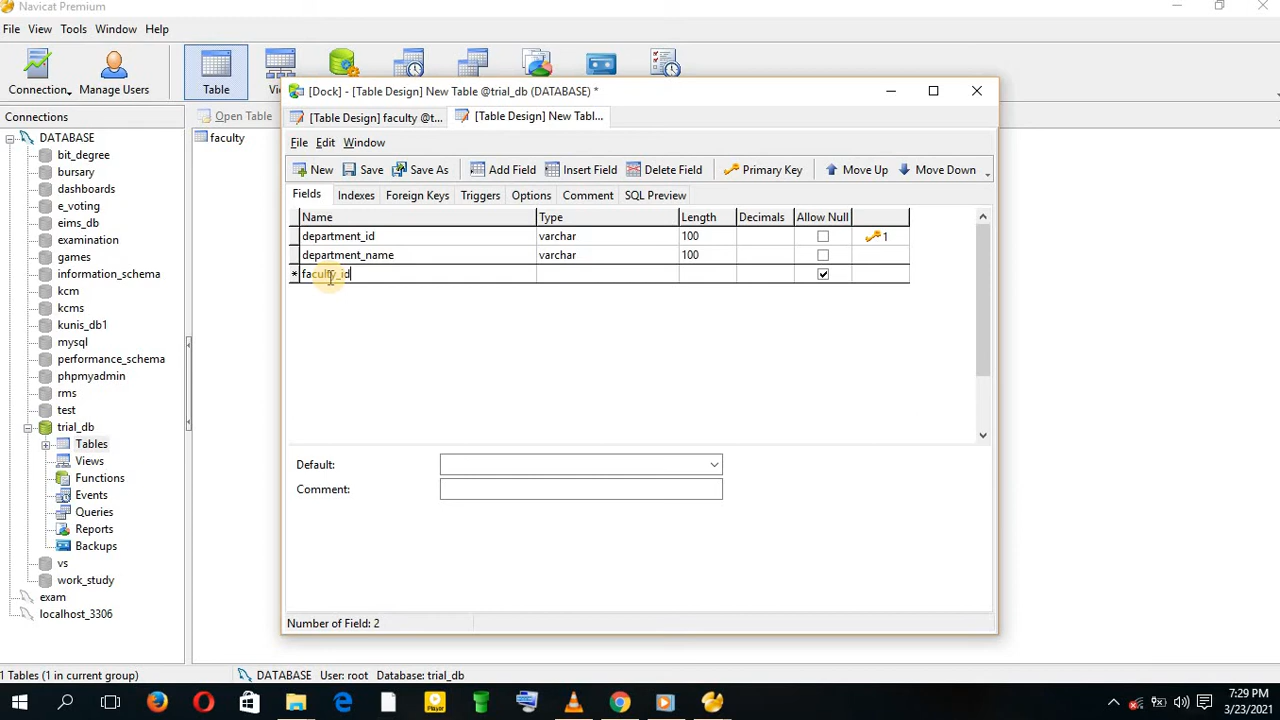 Navicat Premium
File View Tools Window Help
Connection Manage Users Table
Connections
Open Table
DATABASE
bit_degree
bursary
dashboards
e_voting
eims_db
examination
games
information_schema
kcm
kcms
kunis_db1
mysql
performance_schema
phpmyadmin
rms
test
trial_db
Tables
Views
Functions
Events
Queries
Reports
Backups
vs
work_study
exam
localhost_3306
faculty
[Dock] - [Table Design] New Table @trial_db (DATABASE) *
[Table Design] faculty @t... [Table Design] New Tabl...
File Edit Window
New Save Save As Add Field Insert Field Delete Field Primary Key Move Up Move Down
Fields Indexes Foreign Keys Triggers Options Comment SQL Preview
Name Type Length Decimals Allow Null
department_id varchar 100 1
department_name varchar 100
* faculty_id
Default:
Comment:
Number of Field: 2
1 Tables (1 in current group) DATABASE User: root Database: trial_db
Player
7:29 PM
3/23/2021